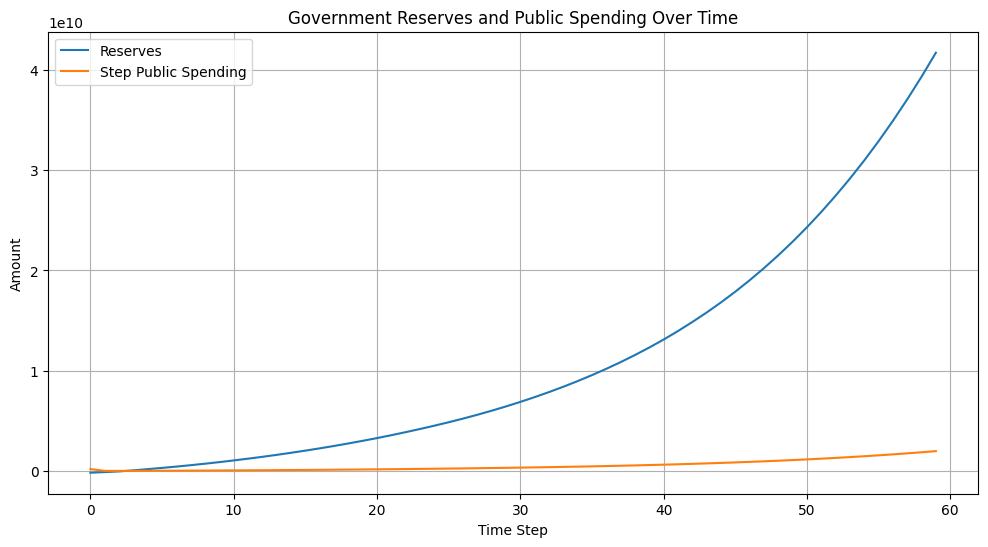 Government Reserves and Public Spending Over Time
1e10
Reserves
Step Public Spending
4
3
2
1
0
Amount
0 10 20 30 40 50 60
Time Step